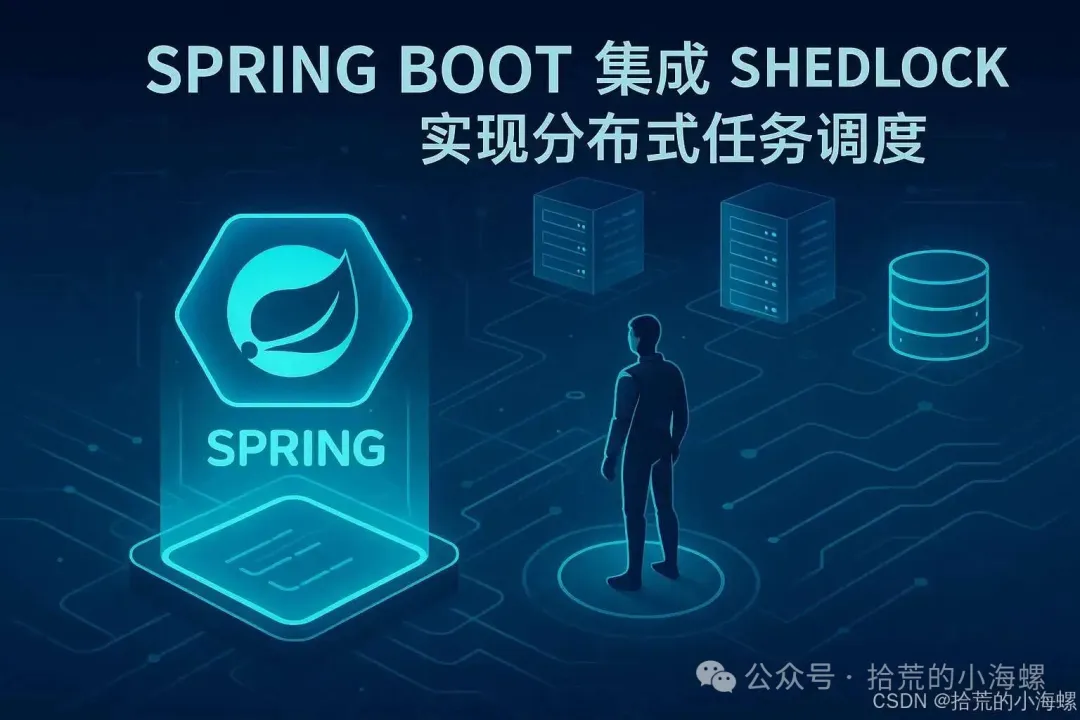 SPRING BOOT 集成 SHEDLOCK
实现分布式任务调度
SPRING
公众号 · 拾荒的小海螺
CSDN @拾荒的小海螺